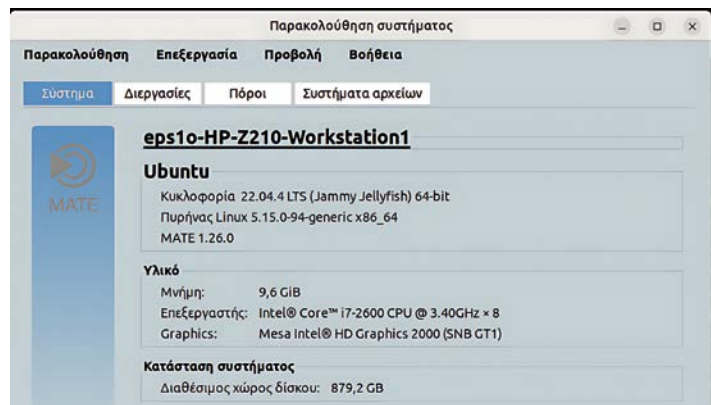 Παρακολούθηση συστήματος
Παρακολούθηση Επεξεργασία Προβολή Βοήθεια
Σύστημα Διεργασίες Πόροι Συστήματα αρχείων
MATE
eps1o-HP-Z210-Workstation1
Ubuntu
Κυκλοφορία 22.04.4 LTS (Jammy Jellyfish) 64-bit
Πυρήνας Linux 5.15.0-94-generic x86_64
MATE 1.26.0
Υλικό
Μνήμη: 9,6 GiB
Επεξεργαστής: Intel® Core™ i7-2600 CPU @ 3.40GHz × 8
Graphics: Mesa Intel® HD Graphics 2000 (SNB GT1)
Κατάσταση συστήματος
Διαθέσιμος χώρος δίσκου: 879,2 GB